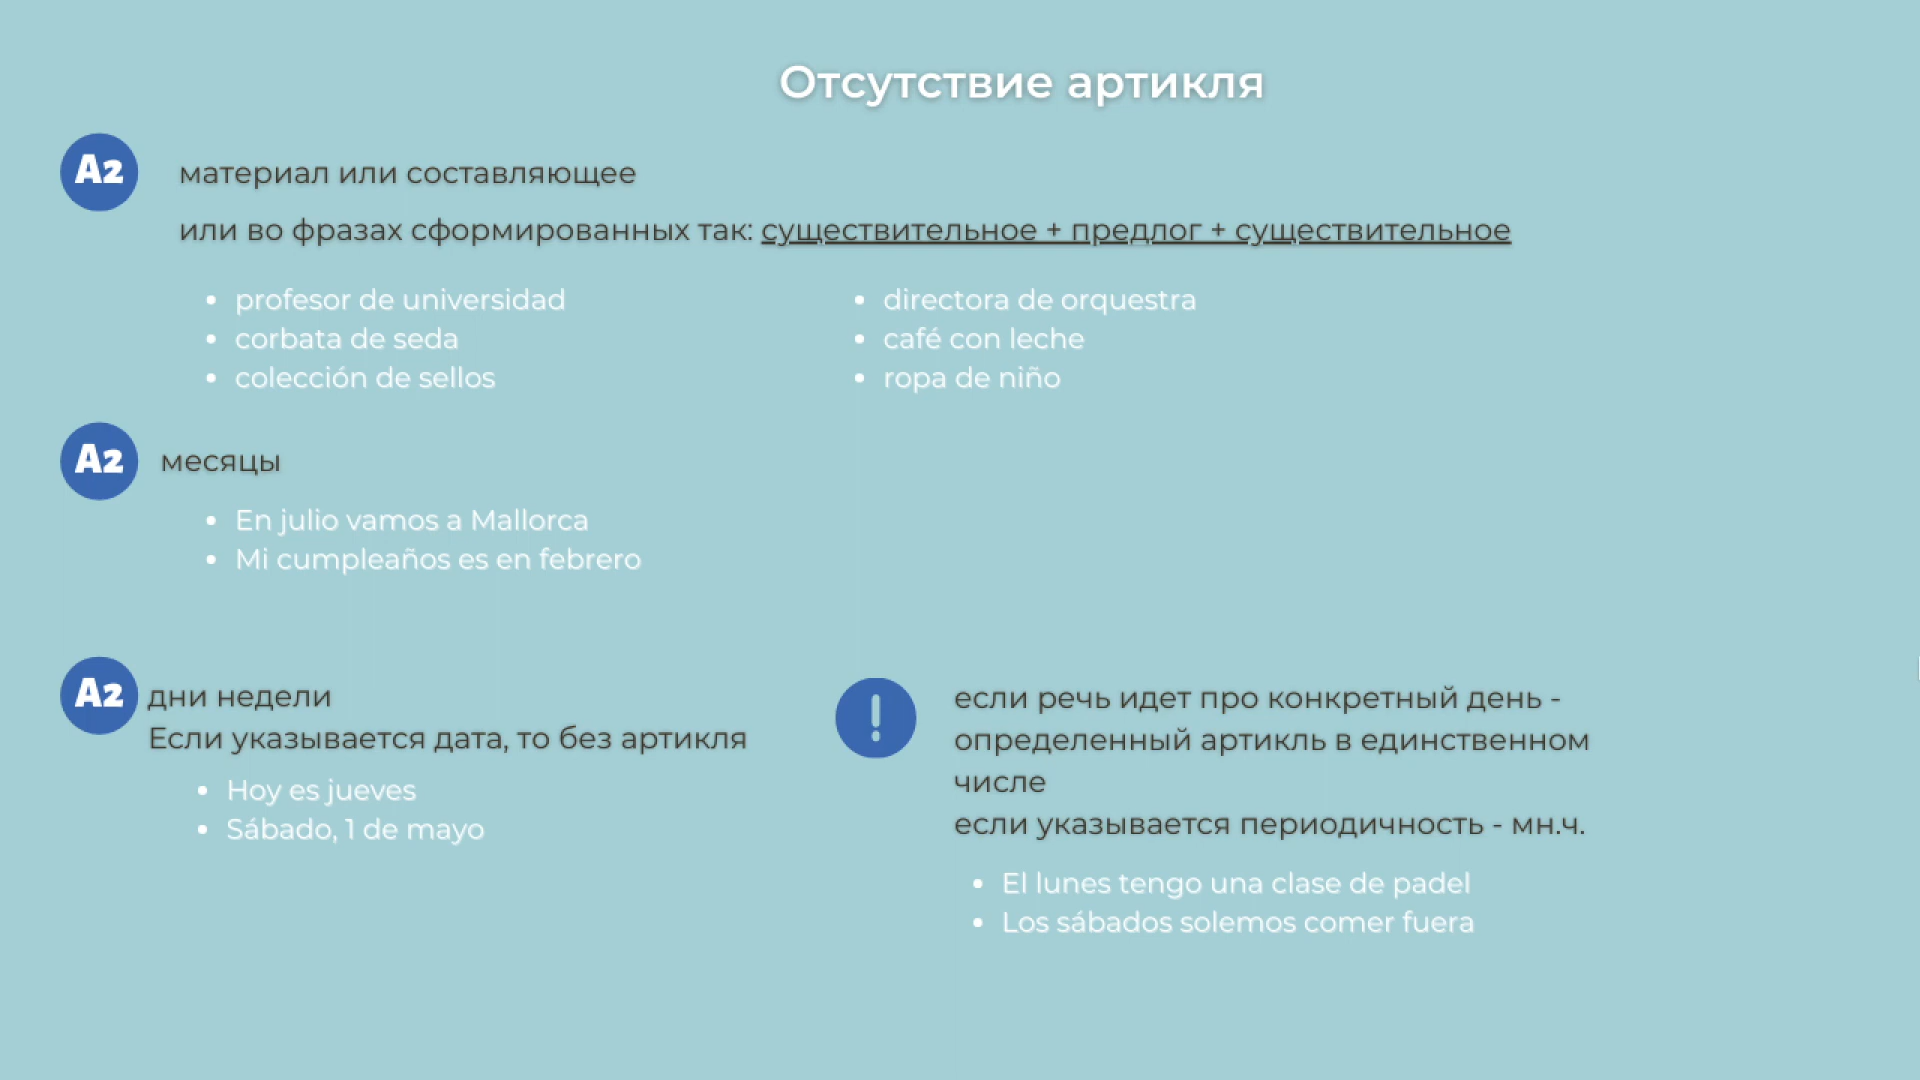 Отсутствие артикля
A2
материал или составляющее
или во фразах сформированных так: существительное + предлог + существительное
• profesor de universidad
• corbata de seda
• colección de sellos
• directora de orquestra
• café con leche
• ropa de niño
A2
месяцы
• En julio vamos a Mallorca
• Mi cumpleaños es en febrero
A2
дни недели
Если указывается дата, то без артикля
• Hoy es jueves
• Sábado, 1 de mayo
!
если речь идет про конкретный день -
определенный артикль в единственном
числе
если указывается периодичность - мн.ч.
• El lunes tengo una clase de padel
• Los sábados solemos comer fuera